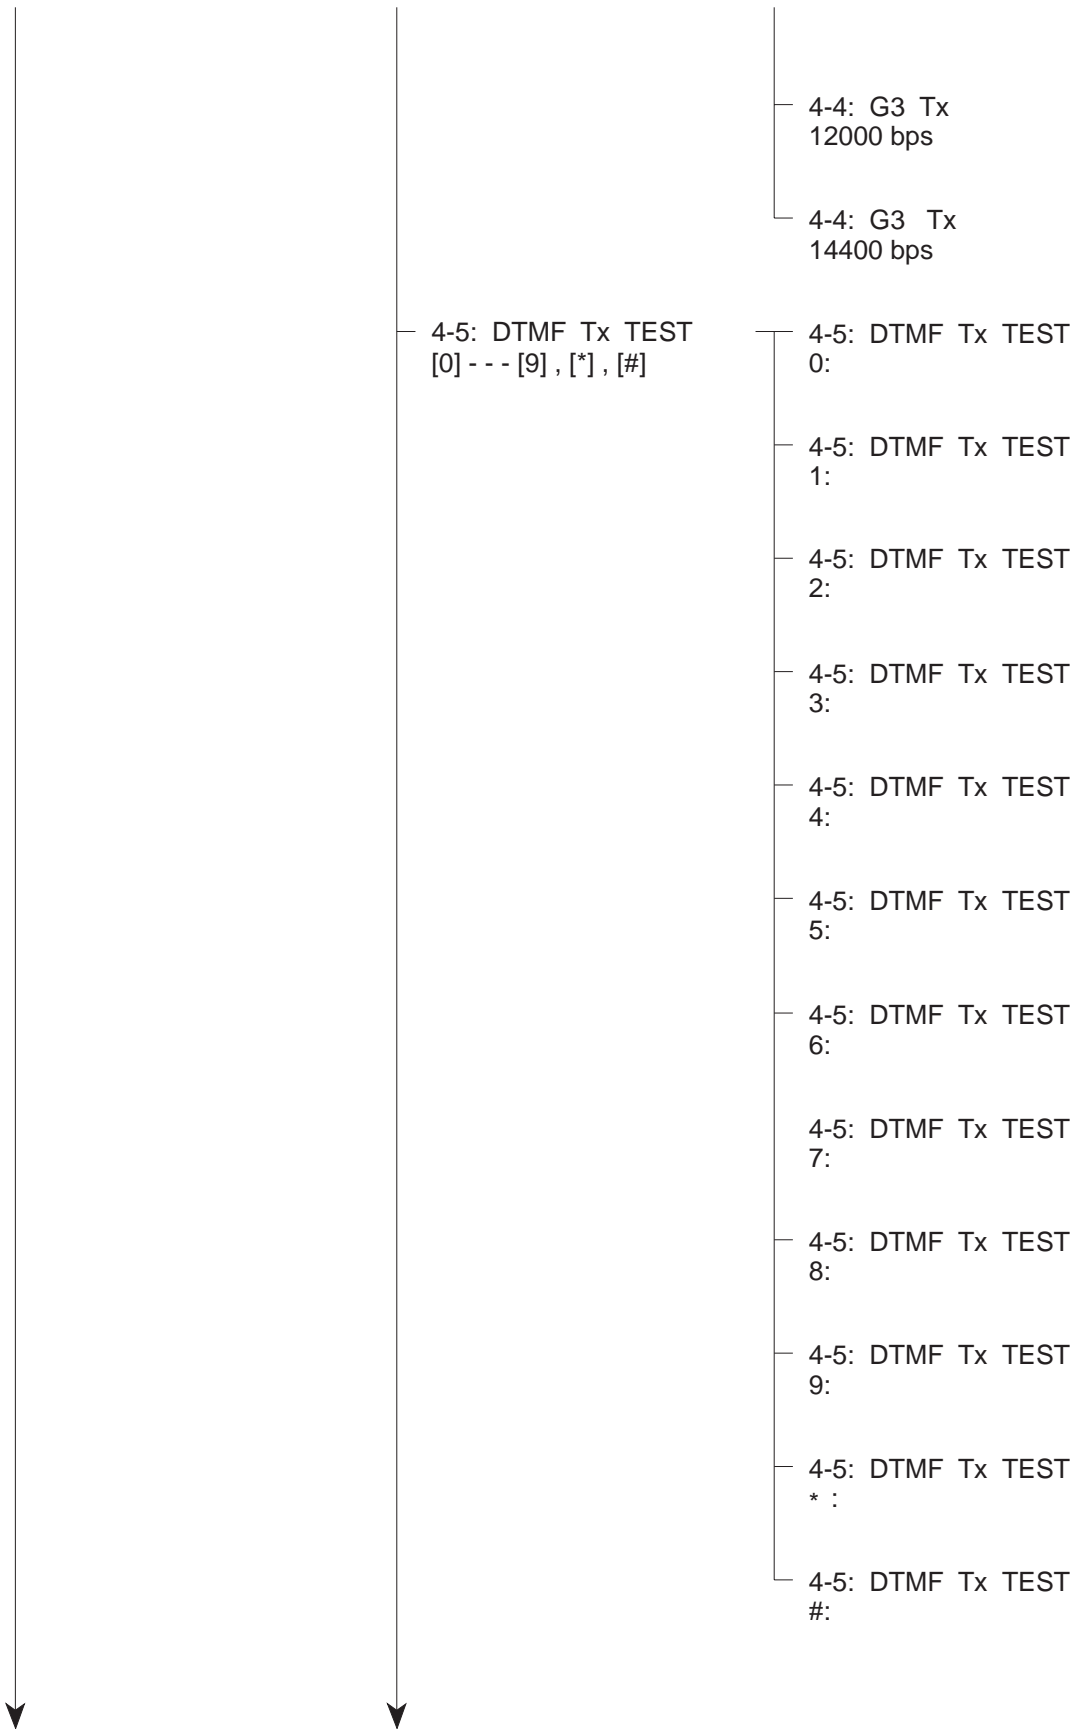 4-4: G3 Tx
12000 bps
4-4: G3 Tx
14400 bps
4-5: DTMF Tx TEST
[0] - - - [9] , [*] , [#]
4-5: DTMF Tx TEST
0:
4-5: DTMF Tx TEST
1:
4-5: DTMF Tx TEST
2:
4-5: DTMF Tx TEST
3:
4-5: DTMF Tx TEST
4:
4-5: DTMF Tx TEST
5:
4-5: DTMF Tx TEST
6:
4-5: DTMF Tx TEST
7:
4-5: DTMF Tx TEST
8:
4-5: DTMF Tx TEST
9:
4-5: DTMF Tx TEST
* :
4-5: DTMF Tx TEST
#: